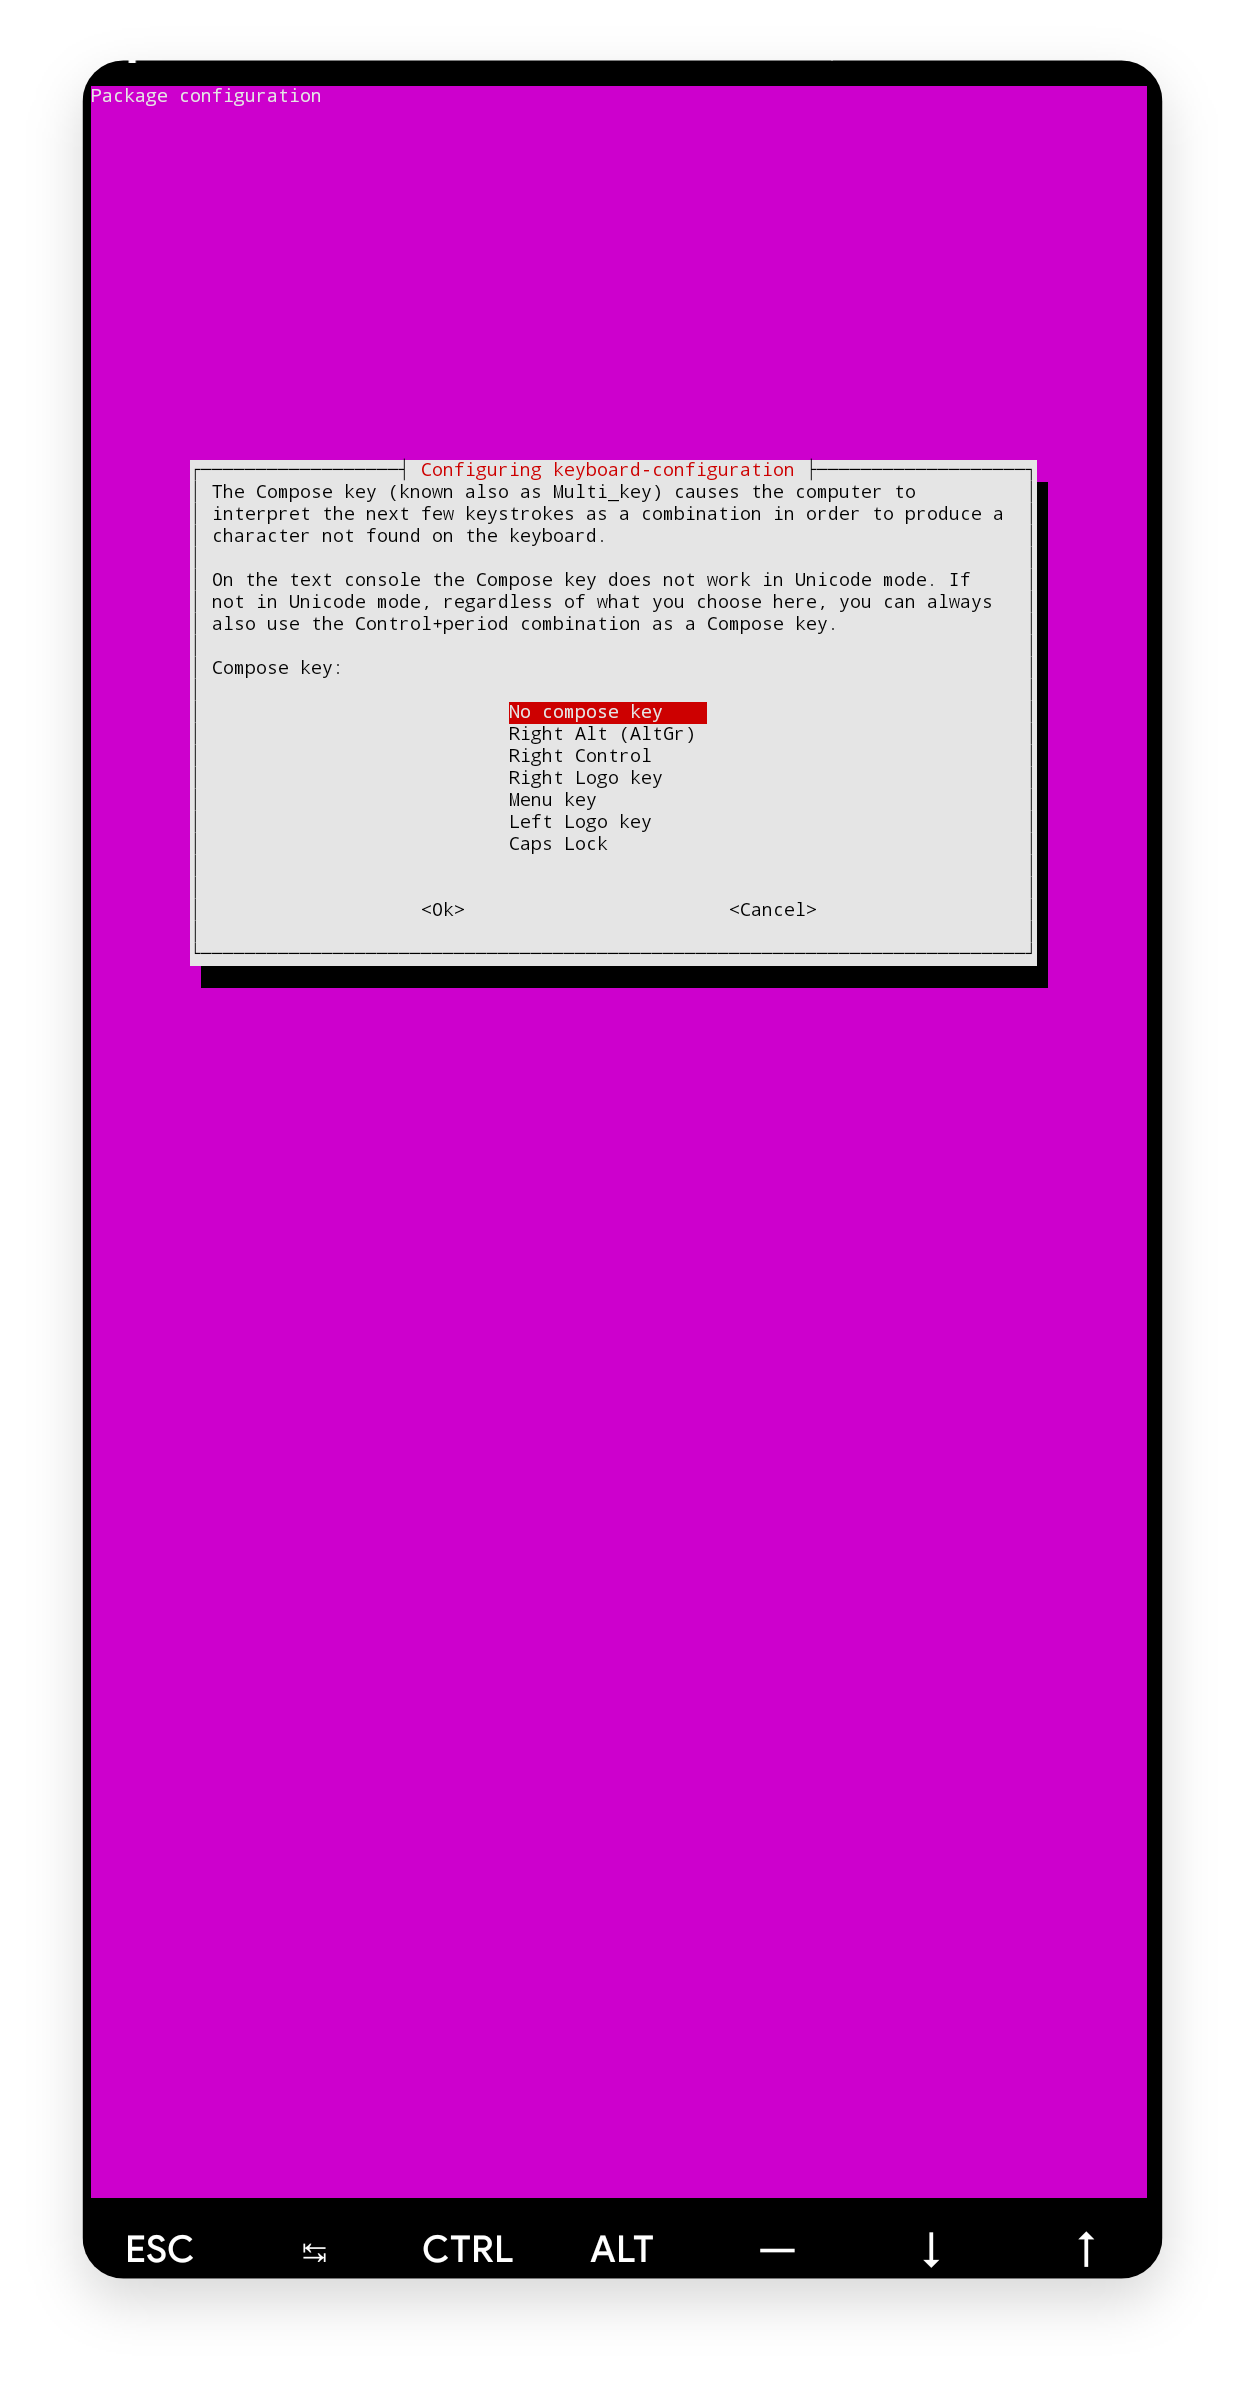 Package configuration
Configuring keyboard-configuration
The Compose key (known also as Multi_key) causes the computer to
interpret the next few keystrokes as a combination in order to produce a
character not found on the keyboard.
On the text console the Compose key does not work in Unicode mode. If
not in Unicode mode, regardless of what you choose here, you can always
also use the Control+period combination as a Compose key.
Compose key:
No compose key
Right Alt (AltGr)
Right Control
Right Logo key
Menu key
Left Logo key
Caps Lock
<Ok> <Cancel>
ESC ↹ CTRL ALT — ↓ ↑